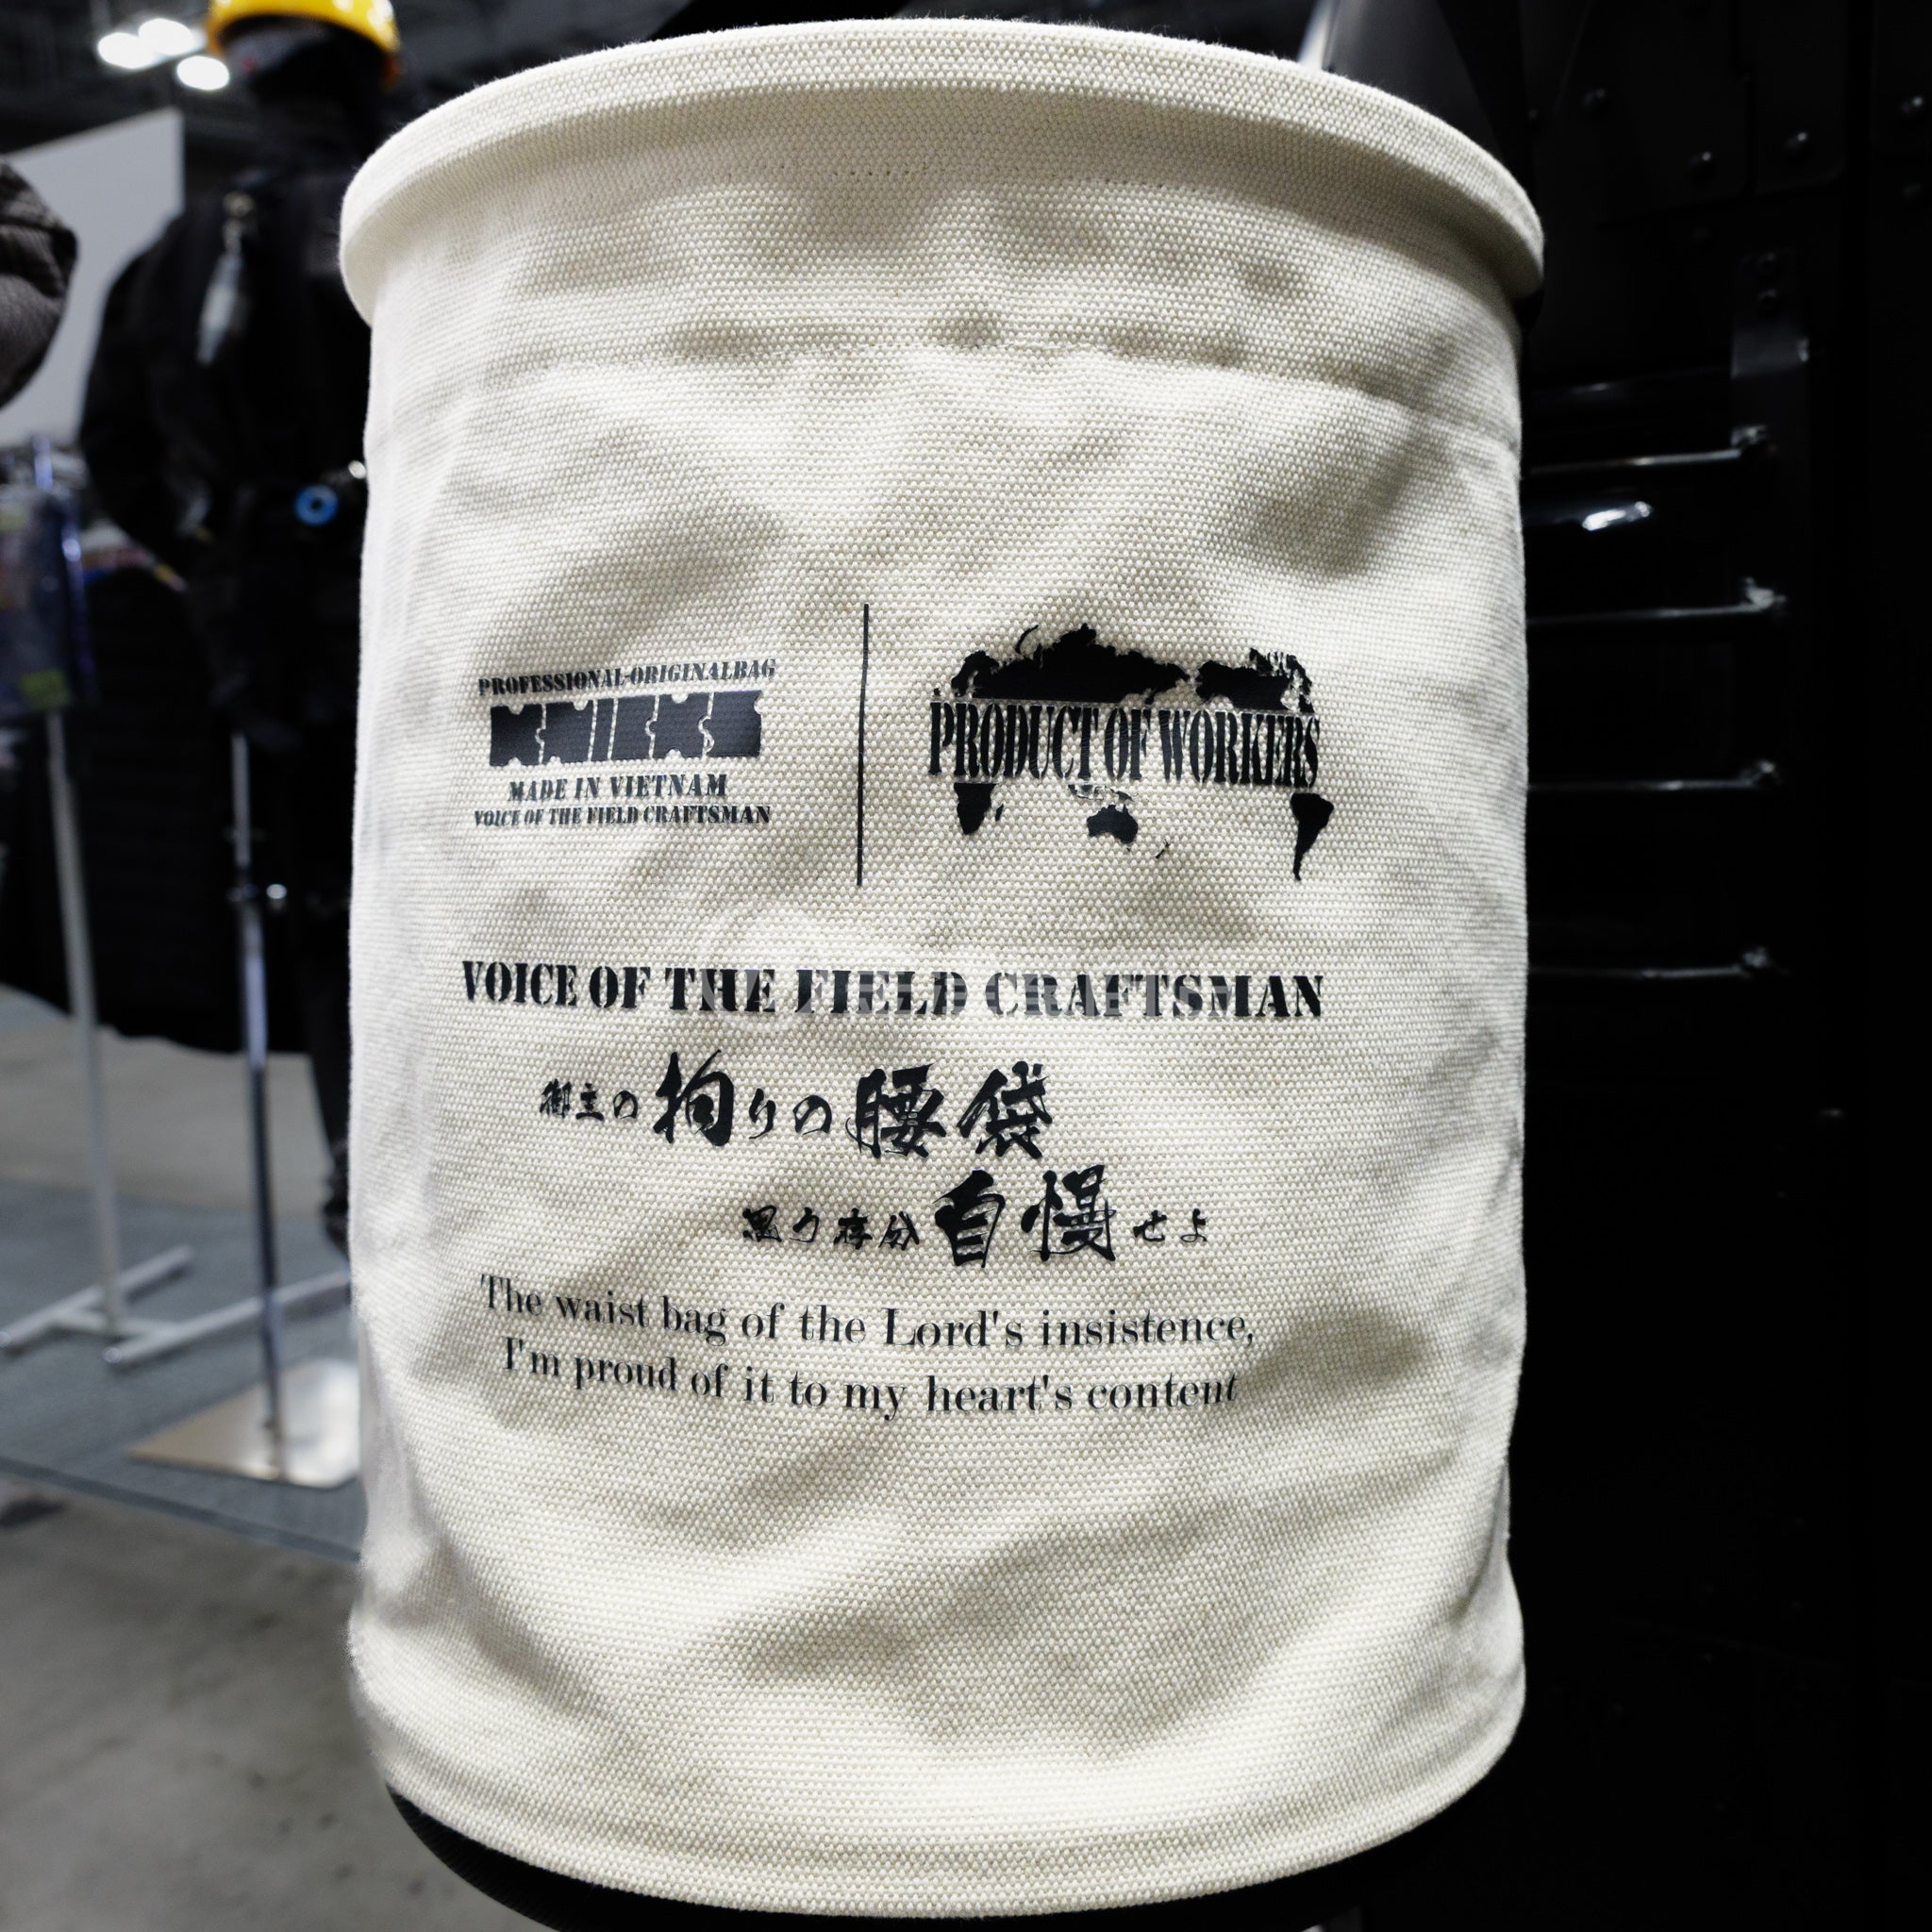 PROFESSIONAL-ORIGINALBAG
MADE IN VIETNAM
VOICE OF THE FIELD CRAFTSMAN
PRODUCT OF WORKERS
VOICE OF THE FIELD CRAFTSMAN
御主の拘りの腰袋
思う存分自慢せよ
The waist bag of the Lord's insistence,
I'm proud of it to my heart's content